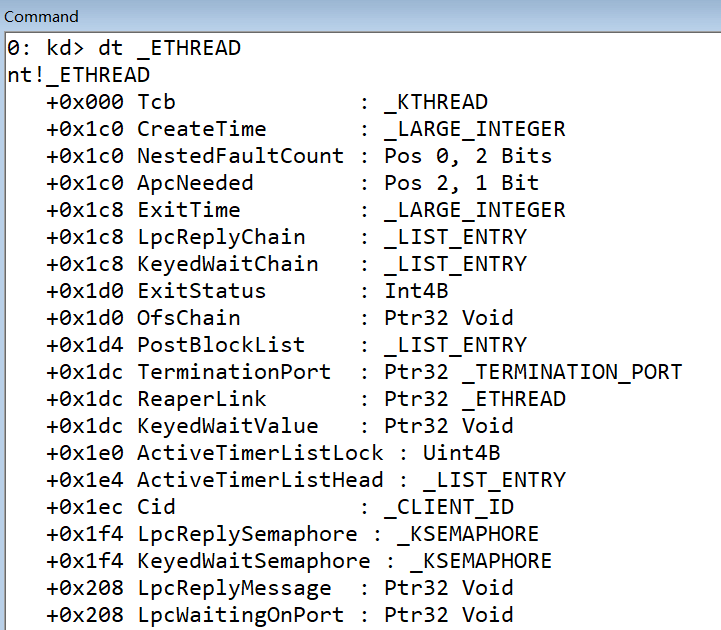 Command
0: kd> dt _ETHREAD
nt!_ETHREAD
   +0x000 Tcb              : _KTHREAD
   +0x1c0 CreateTime       : _LARGE_INTEGER
   +0x1c0 NestedFaultCount : Pos 0, 2 Bits
   +0x1c0 ApcNeeded        : Pos 2, 1 Bit
   +0x1c8 ExitTime         : _LARGE_INTEGER
   +0x1c8 LpcReplyChain    : _LIST_ENTRY
   +0x1c8 KeyedWaitChain   : _LIST_ENTRY
   +0x1d0 ExitStatus       : Int4B
   +0x1d0 OfsChain         : Ptr32 Void
   +0x1d4 PostBlockList    : _LIST_ENTRY
   +0x1dc TerminationPort  : Ptr32 _TERMINATION_PORT
   +0x1dc ReaperLink       : Ptr32 _ETHREAD
   +0x1dc KeyedWaitValue   : Ptr32 Void
   +0x1e0 ActiveTimerListLock : Uint4B
   +0x1e4 ActiveTimerListHead : _LIST_ENTRY
   +0x1ec Cid              : _CLIENT_ID
   +0x1f4 LpcReplySemaphore : _KSEMAPHORE
   +0x1f4 KeyedWaitSemaphore : _KSEMAPHORE
   +0x208 LpcReplyMessage  : Ptr32 Void
   +0x208 LpcWaitingOnPort : Ptr32 Void